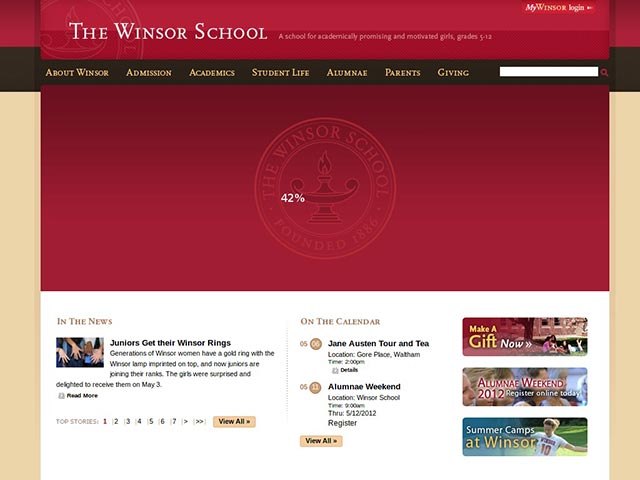 MyWinsor login
The Winsor School
A school for academically promising and motivated girls, grades 5-12
About Winsor Admission Academics Student Life Alumnae Parents Giving
THE WINSOR SCHOOL
42%
FOUNDED 1886
In The News
Juniors Get their Winsor Rings
Generations of Winsor women have a gold ring with the
Winsor lamp imprinted on top, and now juniors are
joining their ranks. The girls were surprised and
delighted to receive them on May 3.
Read More
TOP STORIES: 1 |2 |3 |4 |5 |6 |7 |> |>>| View All »
On The Calendar
05 06 Jane Austen Tour and Tea
Location: Gore Place, Waltham
Time: 2:00pm
Details
05 11 Alumnae Weekend
Location: Winsor School
Time: 9:00am
Thru: 5/12/2012
Register
View All »
Make A
Gift Now »
Alumnae Weekend
2012 Register online today!
Summer Camps
at Winsor
10